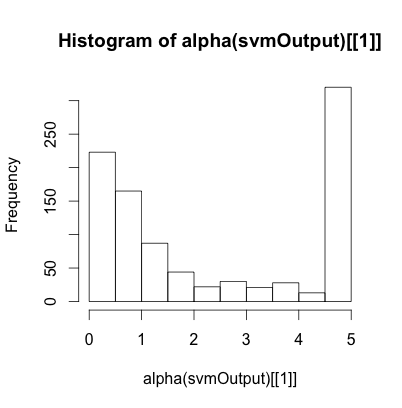 Histogram of alpha(svmOutput)[[1]]
Frequency
250
150
50
0
0 1 2 3 4 5
alpha(svmOutput)[[1]]